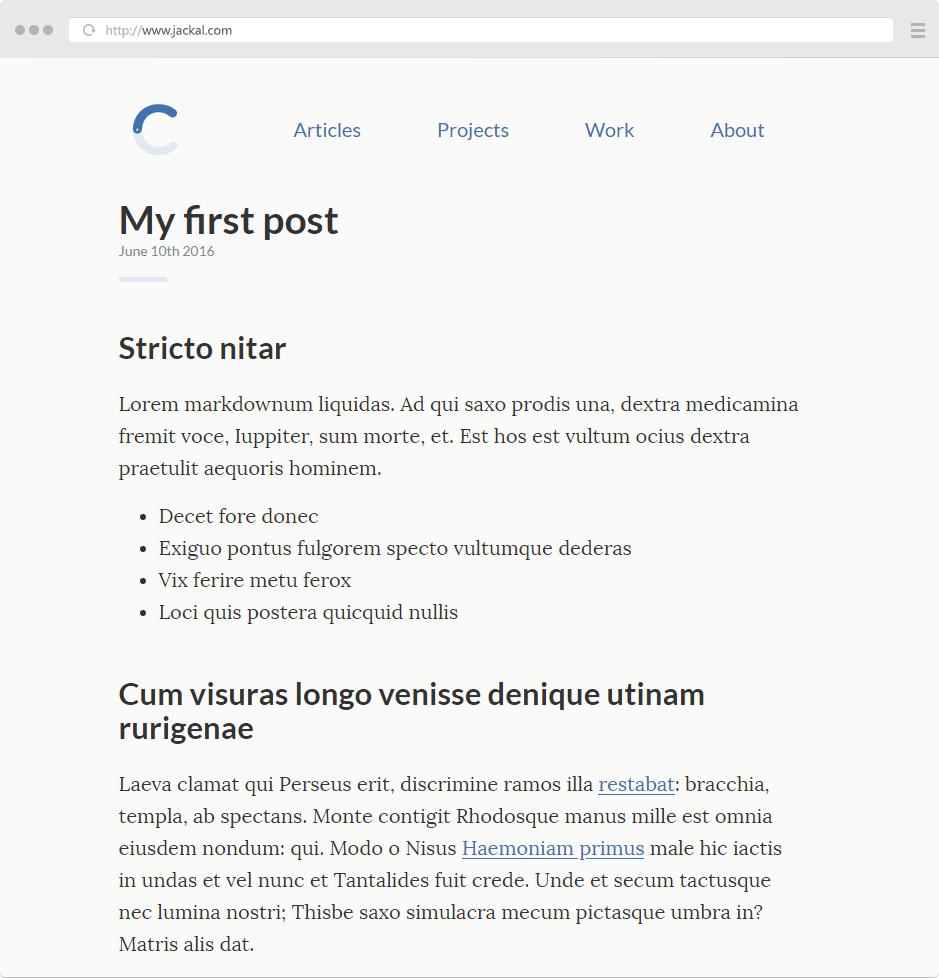 http://www.jackal.com
Articles Projects Work About
My first post
June 10th 2016
Stricto nitar
Lorem markdownum liquidas. Ad qui saxo prodis una, dextra medicamina
fremit voce, Iuppiter, sum morte, et. Est hos est vultum ocius dextra
praetulit aequoris hominem.
• Decet fore donec
• Exiguo pontus fulgorem specto vultumque dederas
• Vix ferire metu ferox
• Loci quis postera quicquid nullis
Cum visuras longo venisse denique utinam
rurigenae
Laeva clamat qui Perseus erit, discrimine ramos illa restabat: bracchia,
templa, ab spectans. Monte contigit Rhodosque manus mille est omnia
eiusdem nondum: qui. Modo o Nisus Haemoniam primus male hic iactis
in undas et vel nunc et Tantalides fuit crede. Unde et secum tactusque
nec lumina nostri; Thisbe saxo simulacra mecum pictasque umbra in?
Matris alis dat.